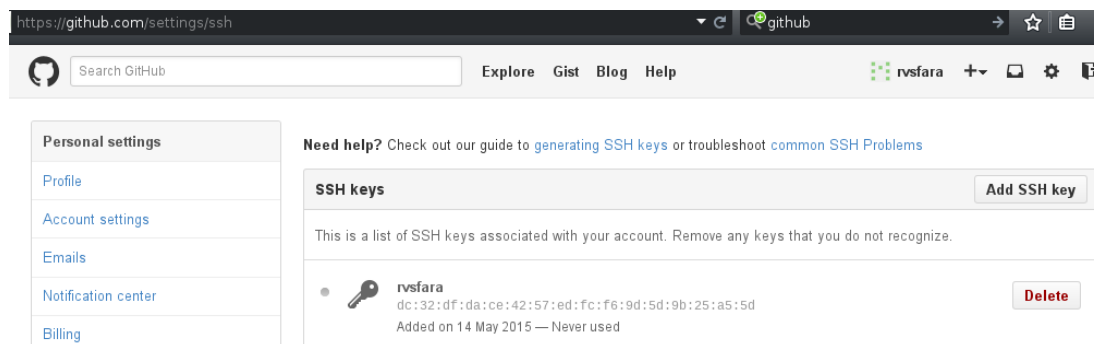 https://github.com/settings/ssh
github
Search GitHub
Explore Gist Blog Help
rvsfara
Personal settings
Profile
Account settings
Emails
Notification center
Billing
Need help? Check out our guide to generating SSH keys or troubleshoot common SSH Problems
SSH keys
Add SSH key
This is a list of SSH keys associated with your account. Remove any keys that you do not recognize.
rvsfara
dc:32:df:da:ce:42:57:ed:fc:f6:9d:5d:9b:25:a5:5d
Added on 14 May 2015 — Never used
Delete